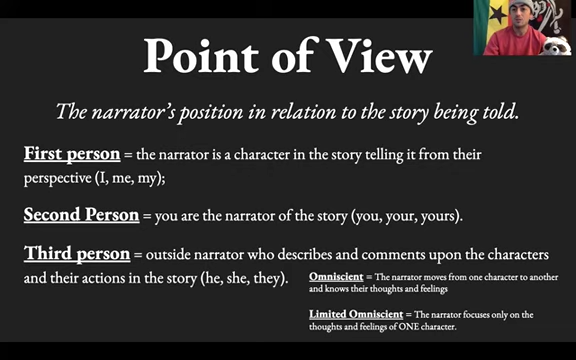 Point of View
The narrator's position in relation to the story being told.
First person = the narrator is a character in the story telling it from their
perspective (I, me, my);
Second Person = you are the narrator of the story (you, your, yours).
Third person = outside narrator who describes and comments upon the characters
and their actions in the story (he, she, they).
Omniscient = The narrator moves from one character to another
and knows their thoughts and feelings
Limited Omniscient = The narrator focuses only on the
thoughts and feelings of ONE character.